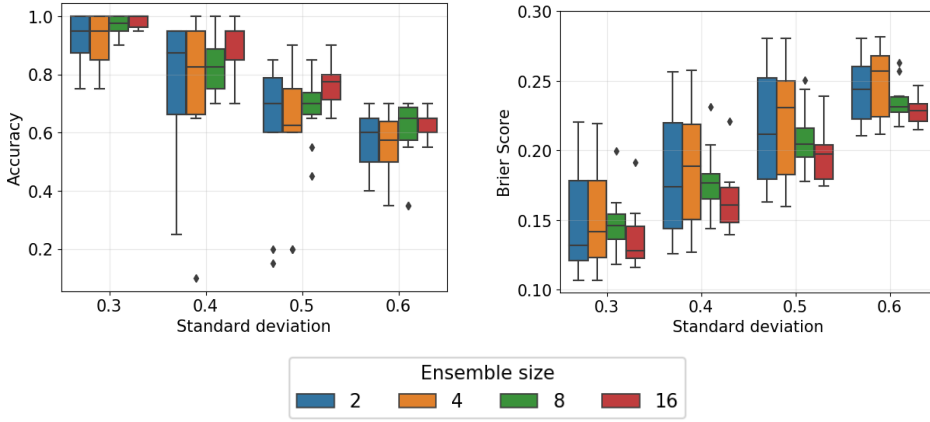 1.0
0.8
0.6
0.4
0.2
Accuracy
0.3 0.4 0.5 0.6
Standard deviation
0.30
0.25
0.20
0.15
0.10
Brier Score
0.3 0.4 0.5 0.6
Standard deviation
Ensemble size
2 4 8 16